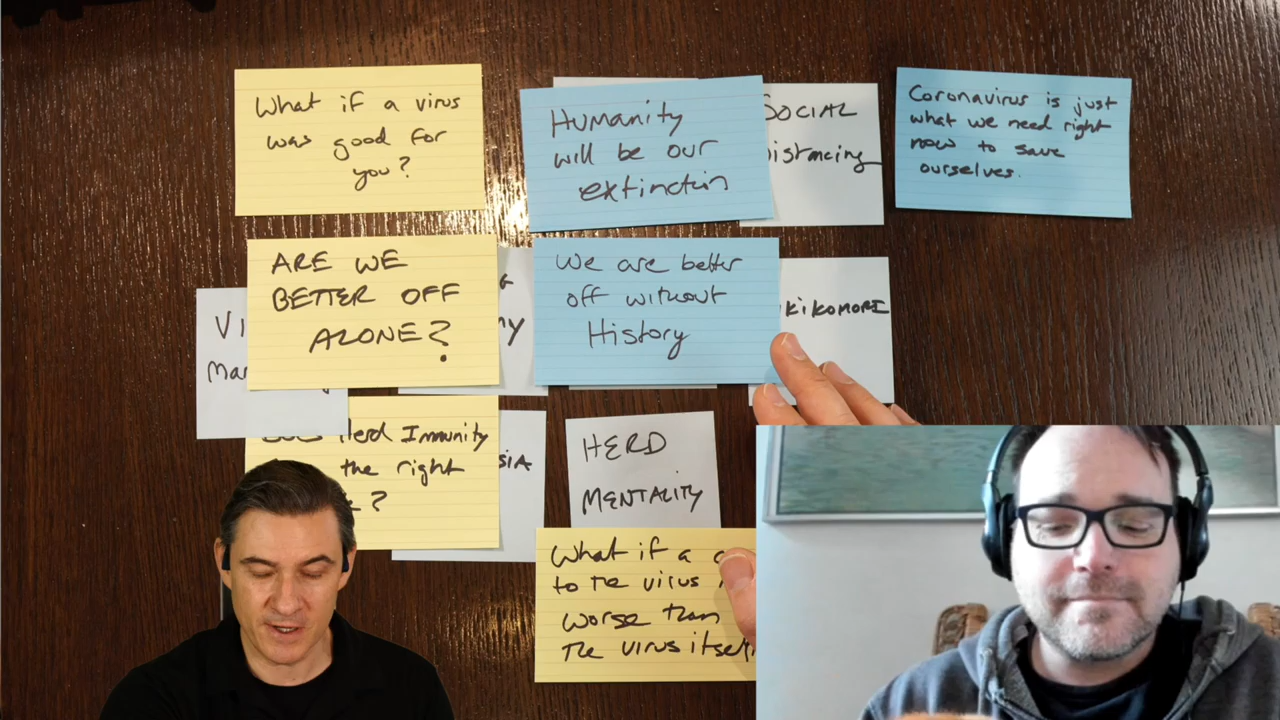 What if a virus
was good for
you?
Humanity
will be our
extinction
SOCIAL
Distancing
Coronavirus is just
what we need right
now to save
ourselves.
ARE WE
BETTER OFF
ALONE?
We are better
off without
History
Herd Immunity
the right
?
HERD
MENTALITY
What if a
to the virus
worse than
the virus itself